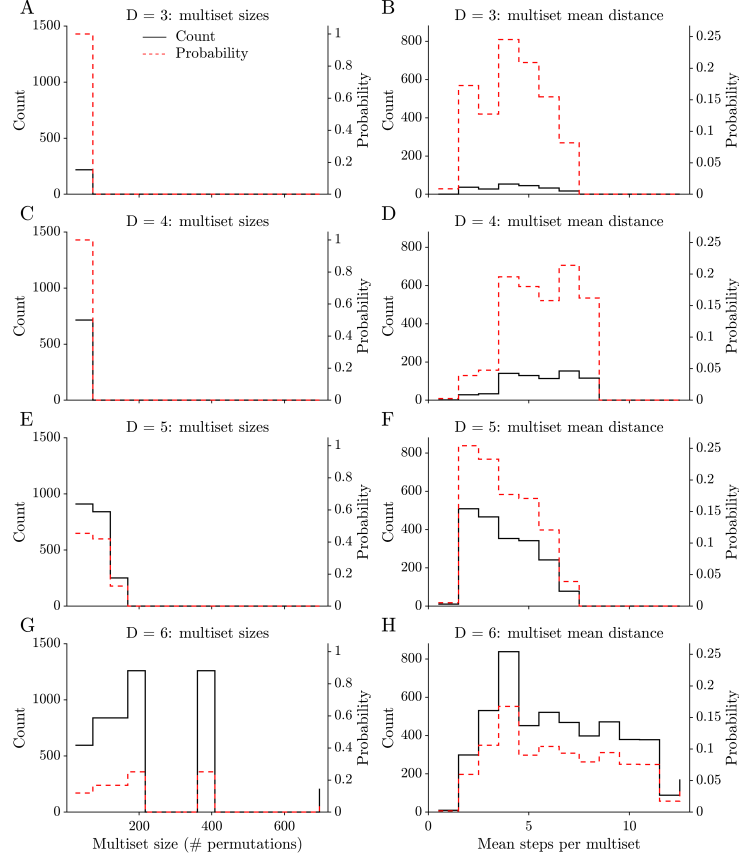 A
D = 3: multiset sizes
Count
Probability
1500
1000
500
0
Count
1
0.8
0.6
0.4
0.2
0
Probability
B
D = 3: multiset mean distance
800
600
400
200
0
Count
0.25
0.2
0.15
0.1
0.05
0
Probability
C
D = 4: multiset sizes
1500
1000
500
0
Count
1
0.8
0.6
0.4
0.2
0
Probability
D
D = 4: multiset mean distance
800
600
400
200
0
Count
0.25
0.2
0.15
0.1
0.05
0
Probability
E
D = 5: multiset sizes
1500
1000
500
0
Count
1
0.8
0.6
0.4
0.2
0
Probability
F
D = 5: multiset mean distance
800
600
400
200
0
Count
0.25
0.2
0.15
0.1
0.05
0
Probability
G
D = 6: multiset sizes
1500
1000
500
0
Count
1
0.8
0.6
0.4
0.2
0
Probability
200 400 600
Multiset size (# permutations)
H
D = 6: multiset mean distance
800
600
400
200
0
Count
0.25
0.2
0.15
0.1
0.05
0
Probability
0 5 10
Mean steps per multiset